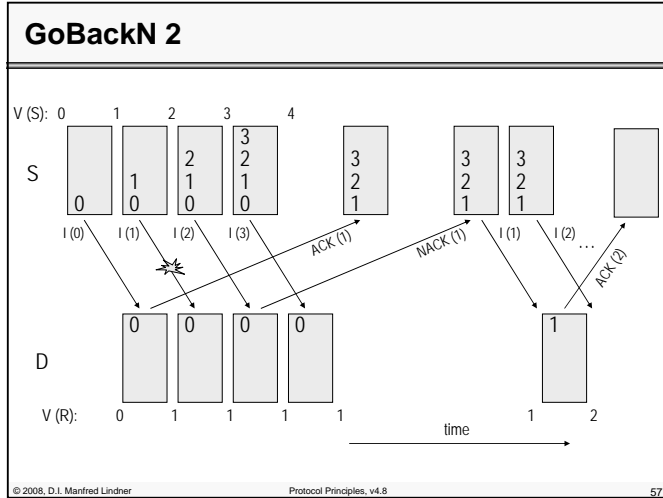 GoBackN 2
V (S): 0 1 2 3 4
S
0
1
0
2
1
0
3
2
1
0
3
2
1
3
2
1
3
2
1
I (0) I (1) I (2) I (3) ACK (1) NACK (1) I (1) I (2) ... ACK (2)
D
0 0 0 0 1
V (R): 0 1 1 1 1 1 2
time
© 2008, D.I. Manfred Lindner Protocol Principles, v4.8 57